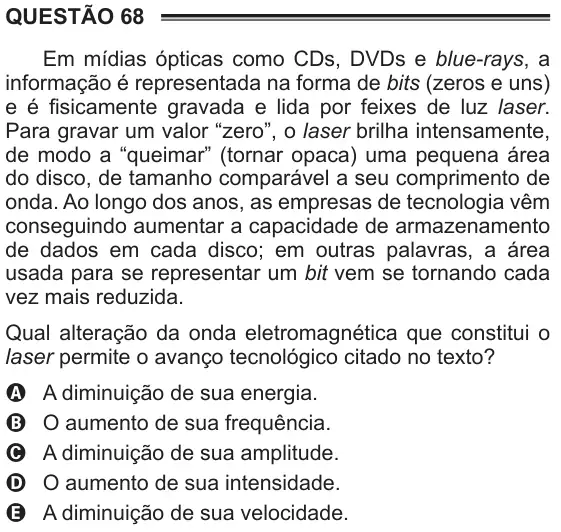 QUESTÃO 68
Em mídias ópticas como CDs, DVDs e blue-rays, a
informação é representada na forma de bits (zeros e uns)
e é fisicamente gravada e lida por feixes de luz laser.
Para gravar um valor “zero”, o laser brilha intensamente,
de modo a “queimar” (tornar opaca) uma pequena área
do disco, de tamanho comparável a seu comprimento de
onda. Ao longo dos anos, as empresas de tecnologia vêm
conseguindo aumentar a capacidade de armazenamento
de dados em cada disco; em outras palavras, a área
usada para se representar um bit vem se tornando cada
vez mais reduzida.
Qual alteração da onda eletromagnética que constitui o
laser permite o avanço tecnológico citado no texto?
A A diminuição de sua energia.
B O aumento de sua frequência.
C A diminuição de sua amplitude.
D O aumento de sua intensidade.
E A diminuição de sua velocidade.